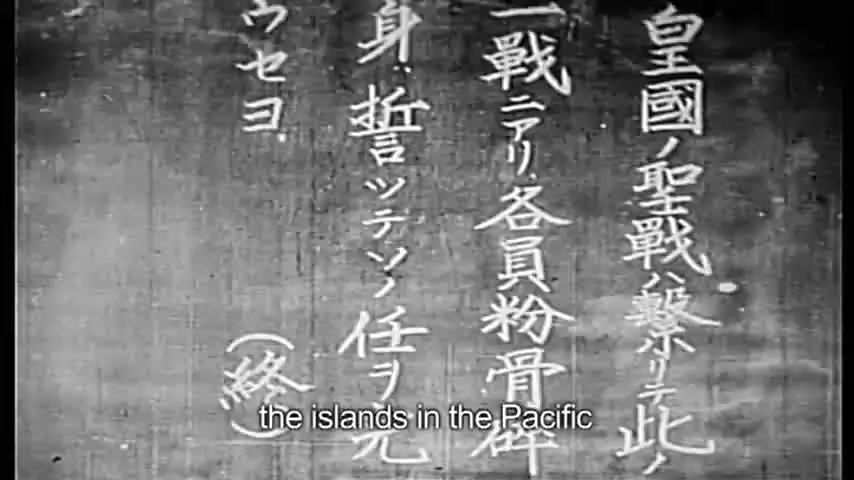 皇國ノ聖戰ハ繋ホリテ此ノ
一戰ニアリ、各員粉骨碎
身、誓ツテソノ任ヲ完
ウセヨ、
(終)
the islands in the Pacific